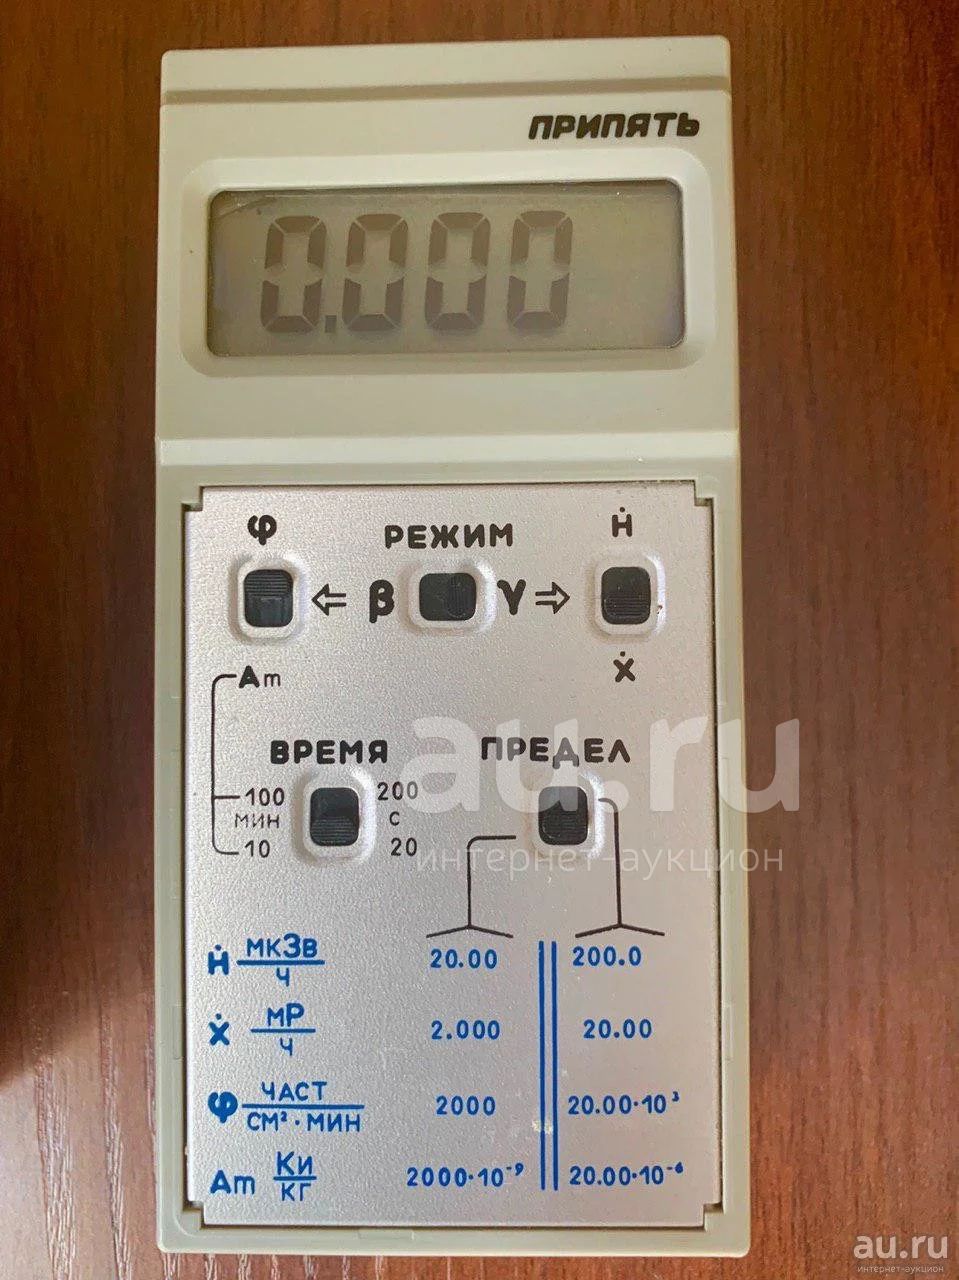 ПРИПЯТЬ
0.000
φ РЕЖИМ Ḣ
⇦ β γ ⇨
Am Ẋ
ВРЕМЯ ПРЕДЕЛ
100 200
МИН с
10 20
Ḣ мкЗв/ч 20.00 200.0
Ẋ мР/ч 2.000 20.00
φ ЧАСТ/СМ²·МИН 2000 20.00·10³
Am Ки/кг 2000·10⁻⁹ 20.00·10⁻⁶
au.ru
интернет-аукцион
au.ru
интернет-аукцион